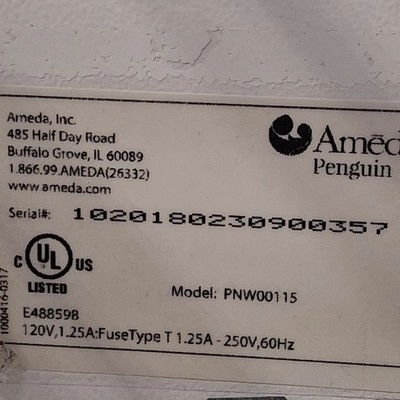 Ameda, Inc.
485 Half Day Road
Buffalo Grove, IL 60089
1.866.99.AMEDA(26332)
www.ameda.com
Penguin
Serial#: 1020180230900357
C UL US
LISTED
Model: PNW00115
E488598
120V,1.25A:FuseType T 1.25A - 250V,60Hz
1000416-0317